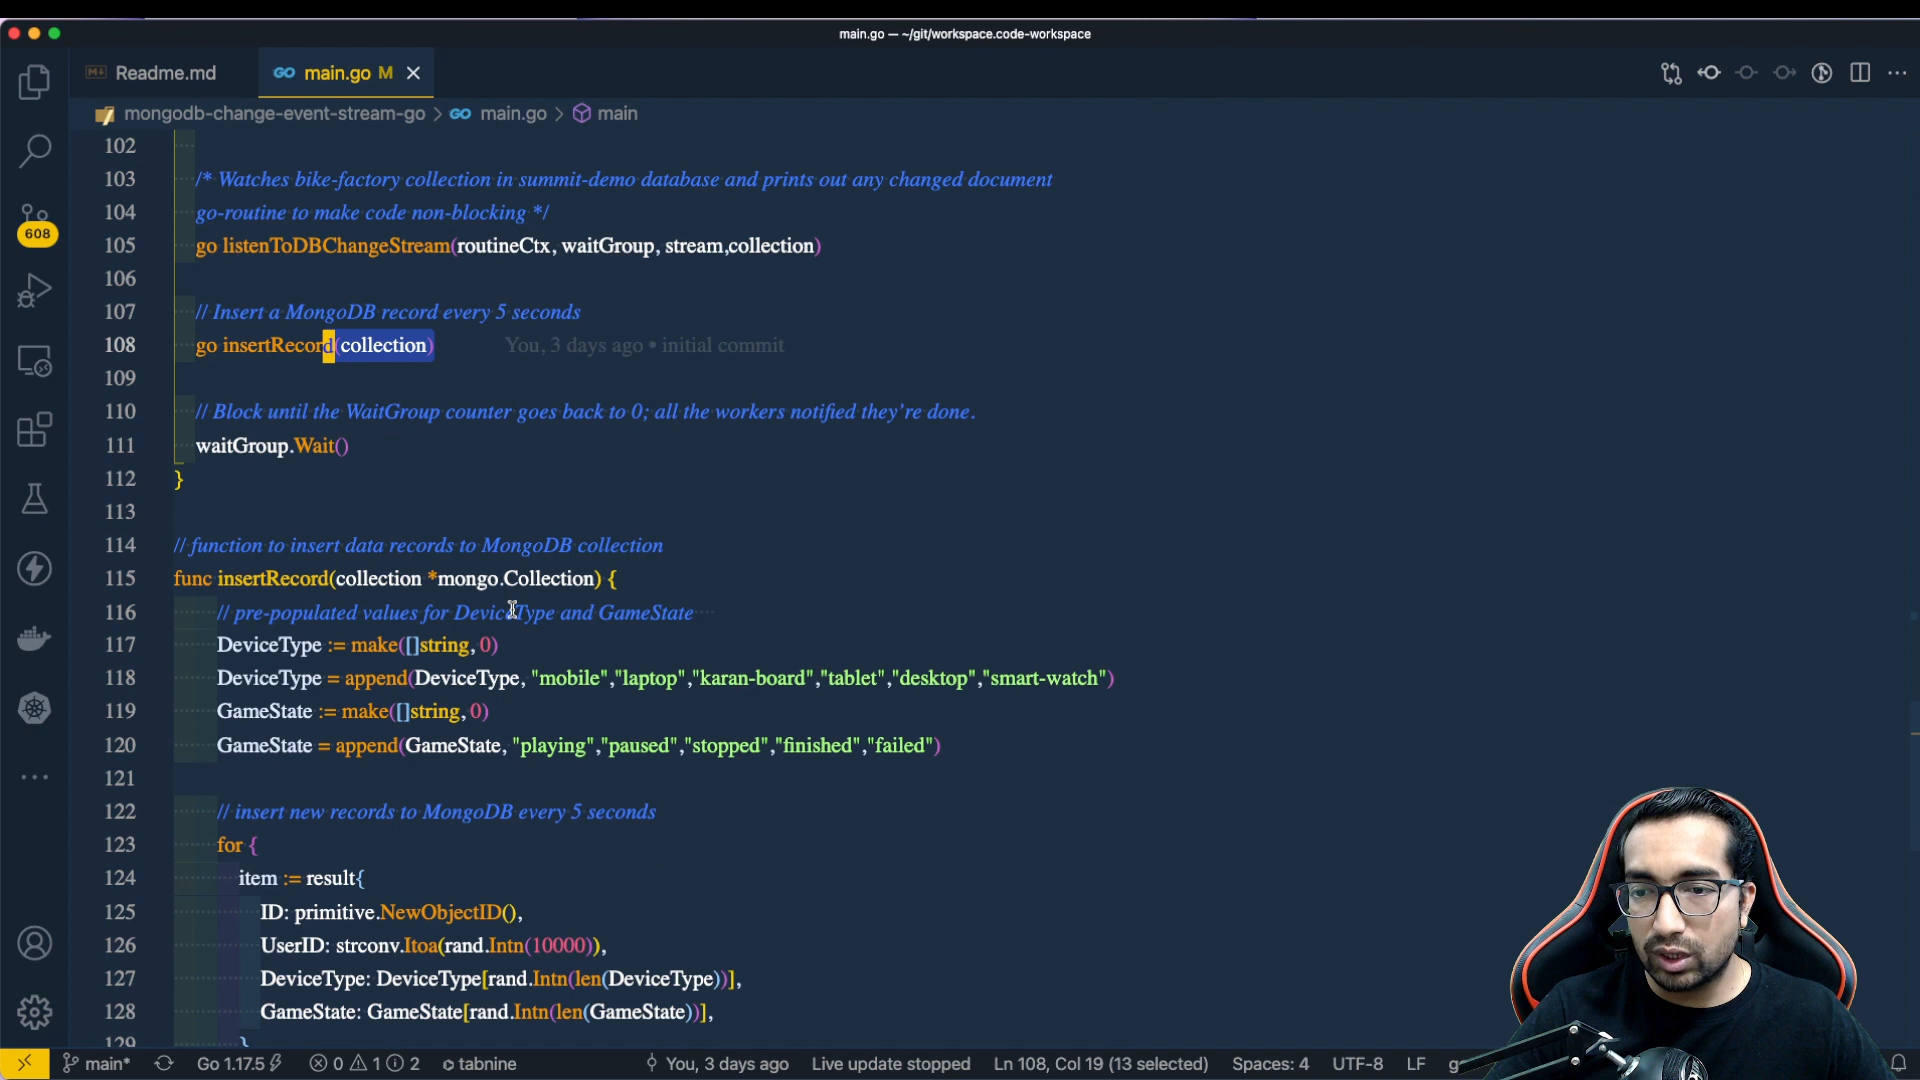 main.go — ~/git/workspace.code-workspace
Readme.md
main.go M
mongodb-change-event-stream-go > main.go > main
102
103 /* Watches bike-factory collection in summit-demo database and prints out any changed document
104 go-routine to make code non-blocking */
105 go listenToDBChangeStream(routineCtx, waitGroup, stream,collection)
106
107 // Insert a MongoDB record every 5 seconds
108 go insertRecord(collection) You, 3 days ago • initial commit
109
110 // Block until the WaitGroup counter goes back to 0; all the workers notified they're done.
111 waitGroup.Wait()
112 }
113
114 // function to insert data records to MongoDB collection
115 func insertRecord(collection *mongo.Collection) {
116 // pre-populated values for DeviceType and GameState
117 DeviceType := make([]string, 0)
118 DeviceType = append(DeviceType, "mobile","laptop","karan-board","tablet","desktop","smart-watch")
119 GameState := make([]string, 0)
120 GameState = append(GameState, "playing","paused","stopped","finished","failed")
121
122 // insert new records to MongoDB every 5 seconds
123 for {
124 item := result{
125 ID: primitive.NewObjectID(),
126 UserID: strconv.Itoa(rand.Intn(10000)),
127 DeviceType: DeviceType[rand.Intn(len(DeviceType))],
128 GameState: GameState[rand.Intn(len(GameState))],
129 }
608
main* Go 1.17.5 0 1 2 tabnine You, 3 days ago Live update stopped Ln 108, Col 19 (13 selected) Spaces: 4 UTF-8 LF